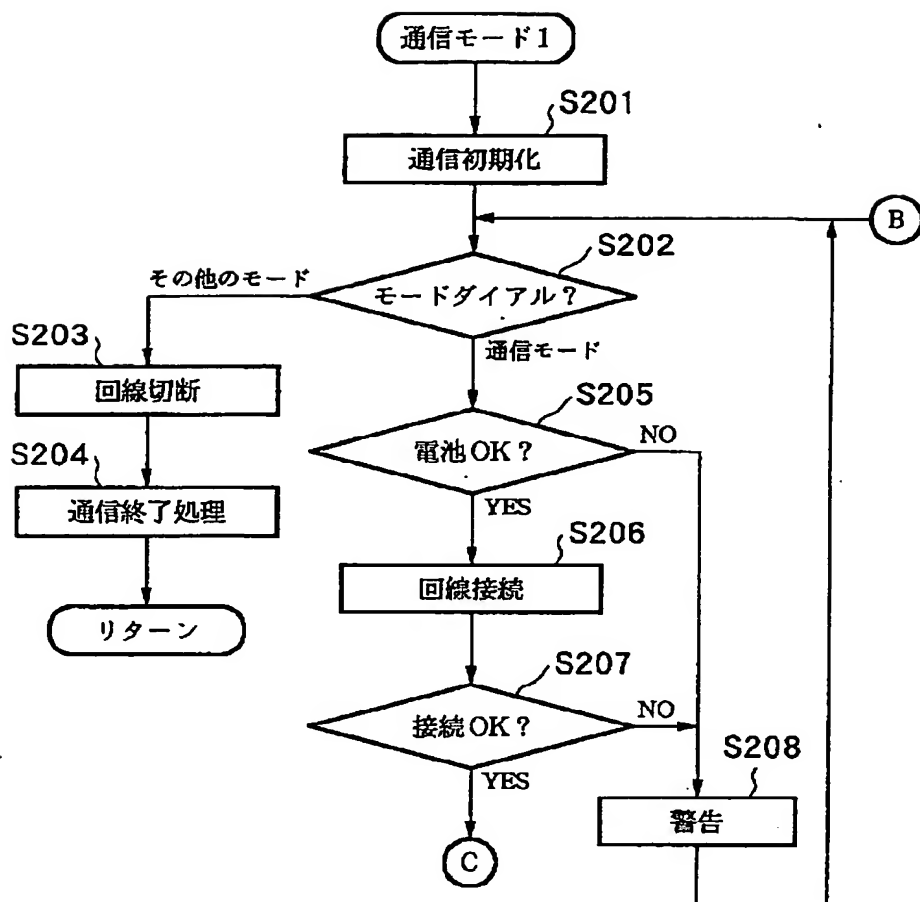 通信モード1
S201
通信初期化
B
S202
その他のモード
モードダイアル?
S203
通信モード
回線切断
S205
電池OK?
NO
S204
通信終了処理
YES
S206
回線接続
リターン
S207
接続OK?
NO
S208
YES
警告
C